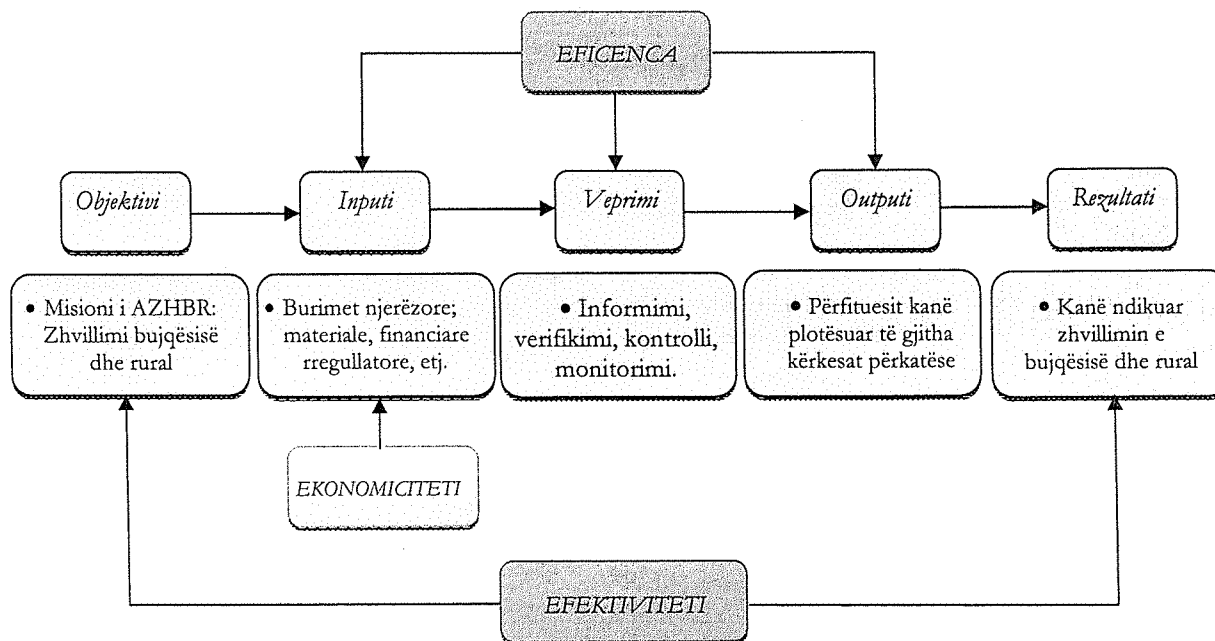 EFICENCA
Objektivi
Inputi
Veprimi
Outputi
Rezultati
• Misioni i AZHBR:
Zhvillimi bujqësisë
dhe rural
• Burimet njerëzore;
materiale, financiare
rregullatore, etj.
• Informimi,
verifikimi, kontrolli,
monitorimi.
• Përfituesit kanë
plotësuar të gjitha
kërkesat përkatëse
• Kanë ndikuar
zhvillimin e
bujqësisë dhe rural
EKONOMICITETI
EFEKTIVITETI